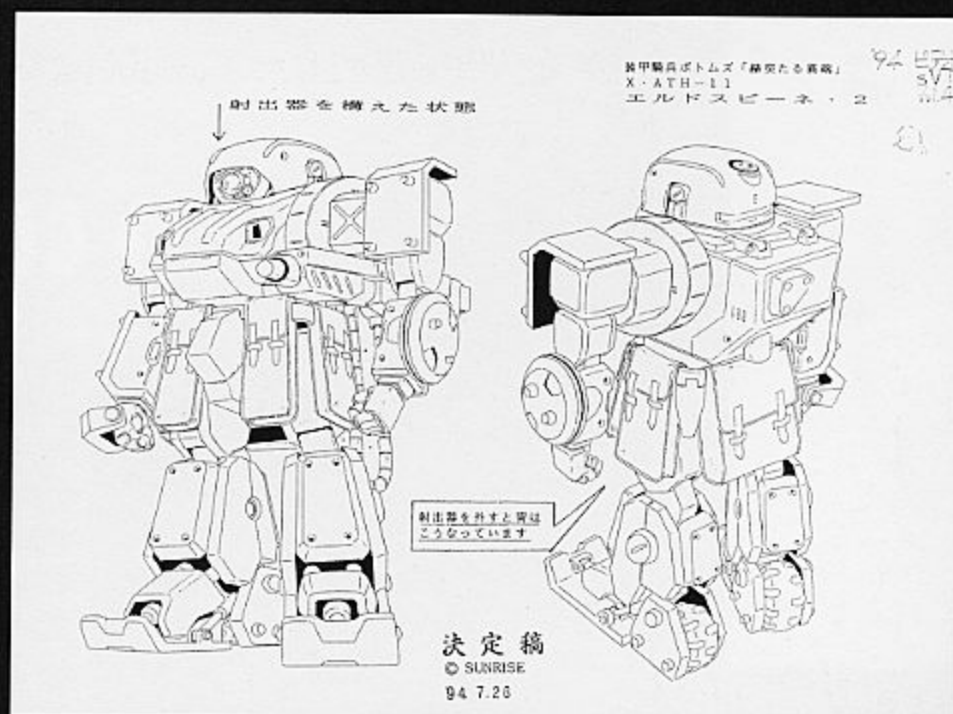 射出器を構えた状態
装甲騎兵ボトムズ「赫奕たる異端」
X・ATH-11
エルドスピーネ・2
'94
射出器を外すと肩は
こうなっています
決定稿
© SUNRISE
'94 7.26